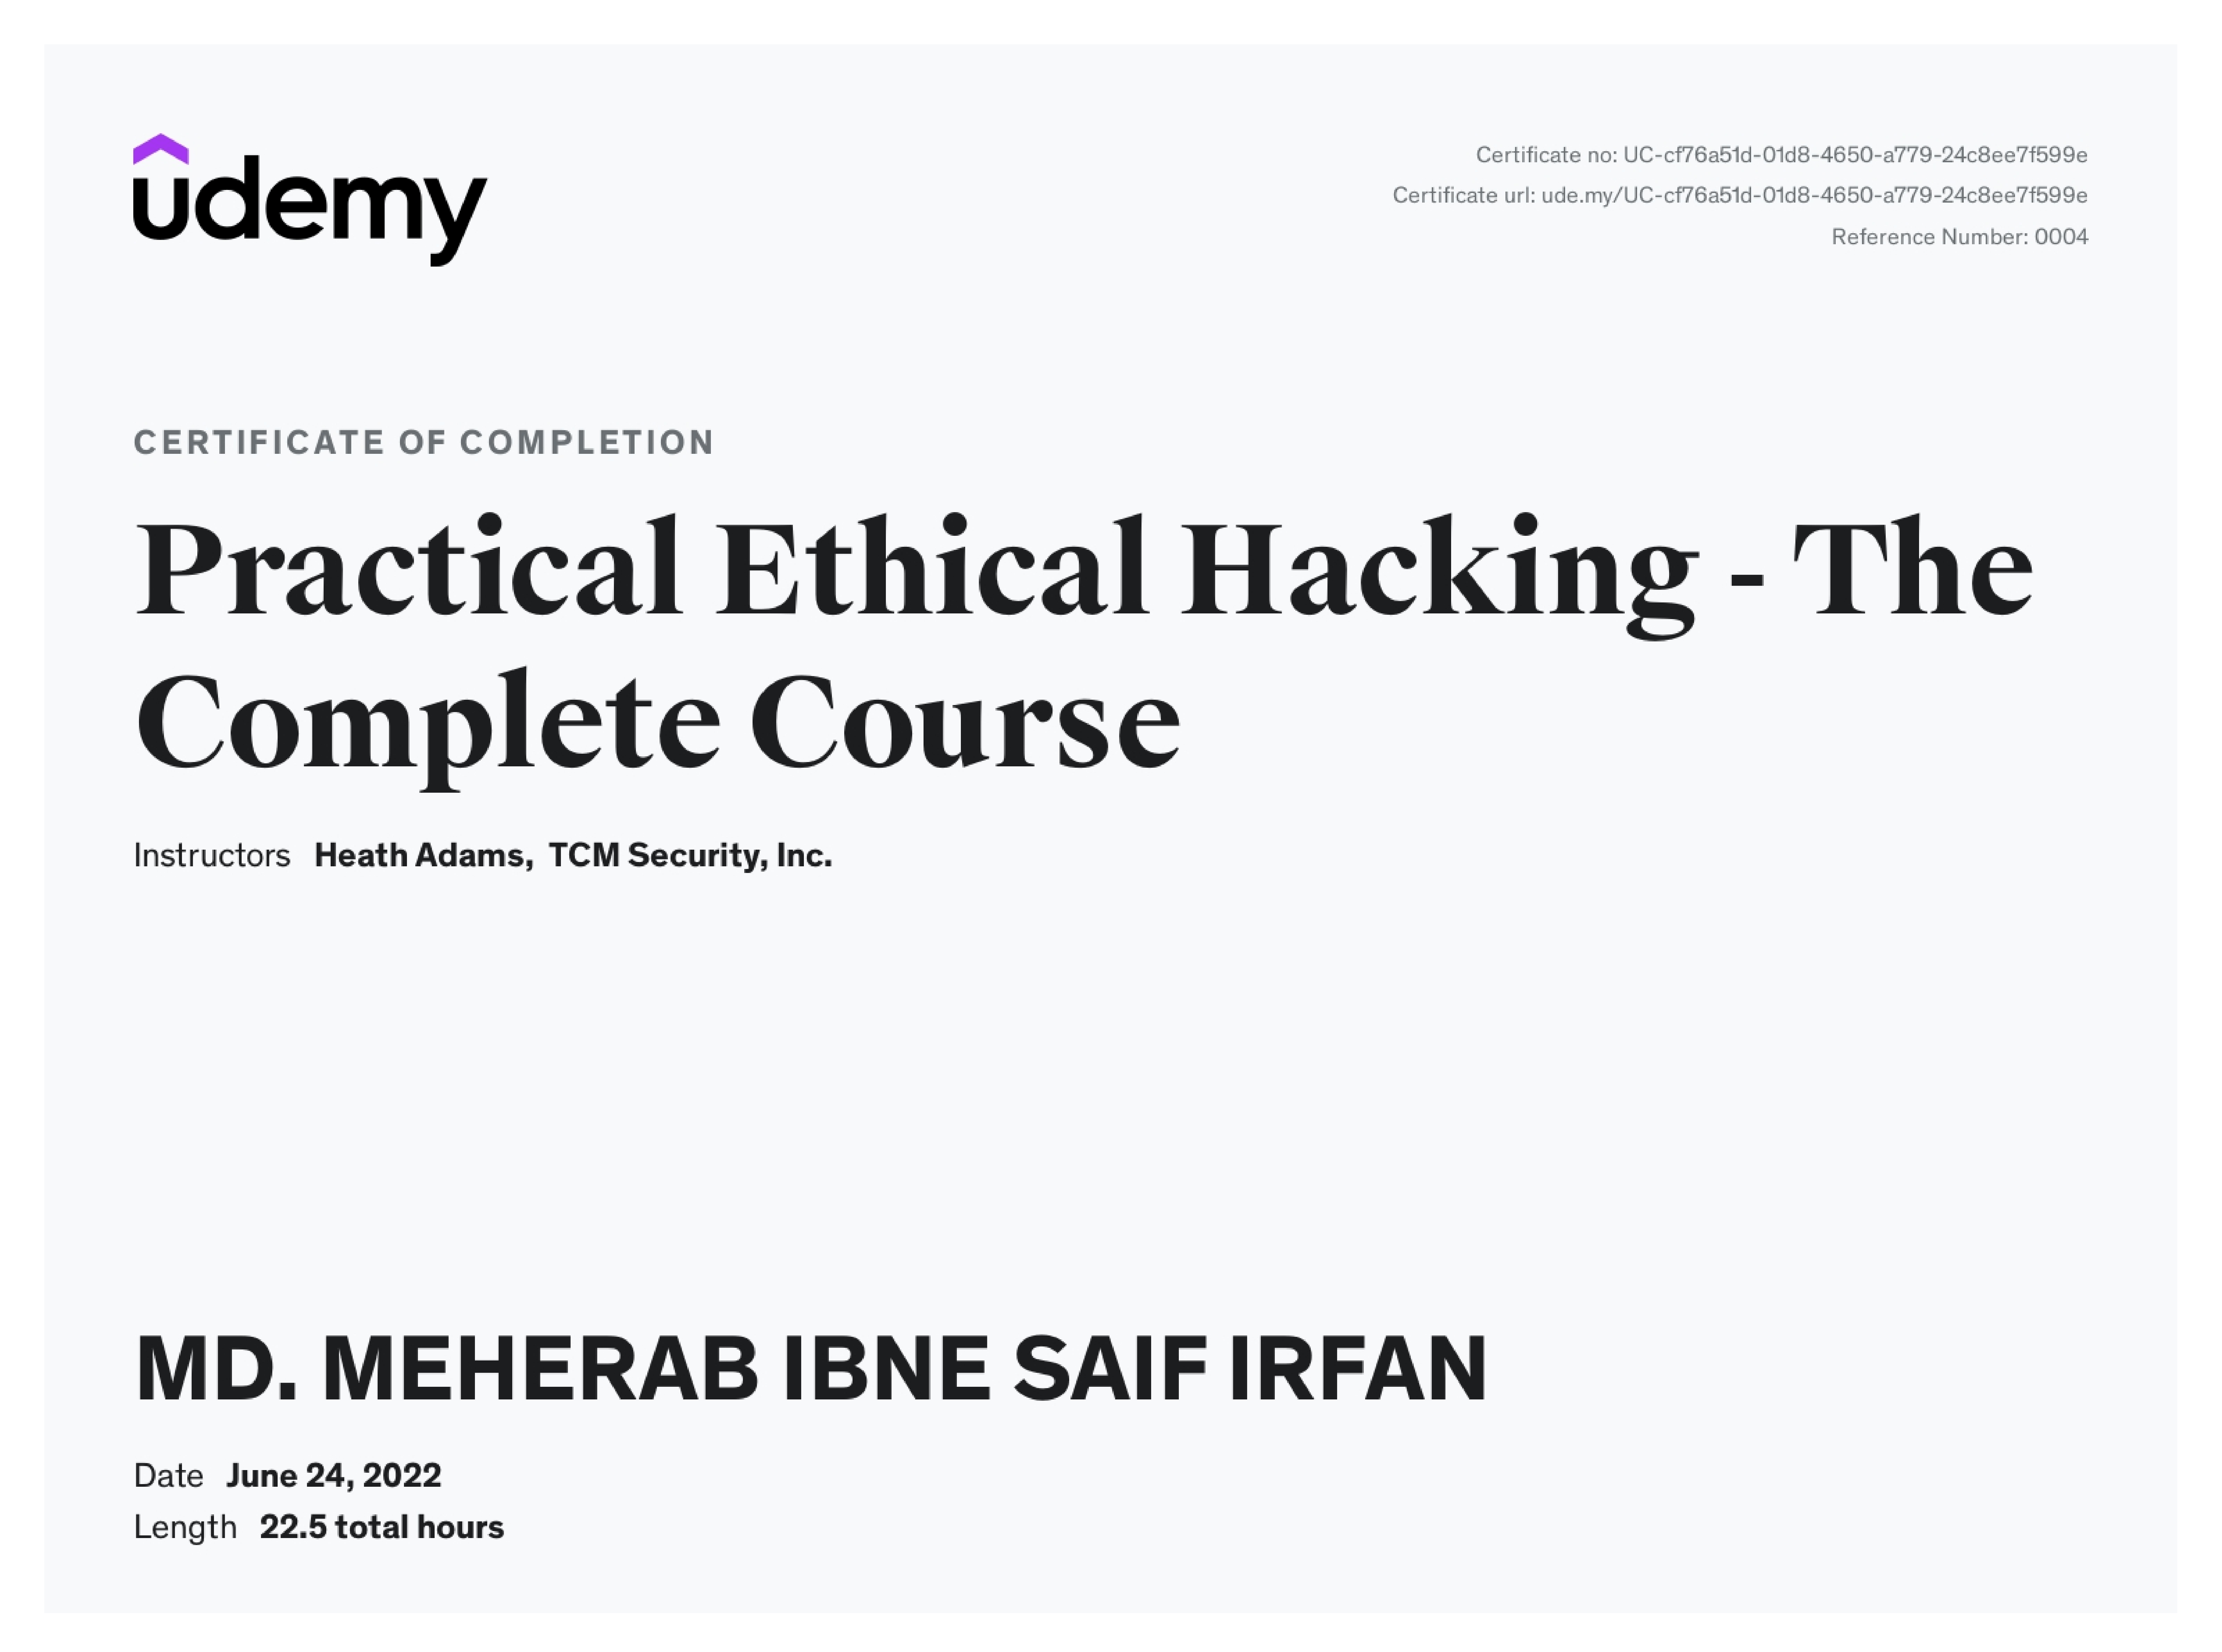 udemy
Certificate no: UC-cf76a51d-01d8-4650-a779-24c8ee7f599e
Certificate url: ude.my/UC-cf76a51d-01d8-4650-a779-24c8ee7f599e
Reference Number: 0004
CERTIFICATE OF COMPLETION
Practical Ethical Hacking - The
Complete Course
Instructors Heath Adams, TCM Security, Inc.
MD. MEHERAB IBNE SAIF IRFAN
Date June 24, 2022
Length 22.5 total hours